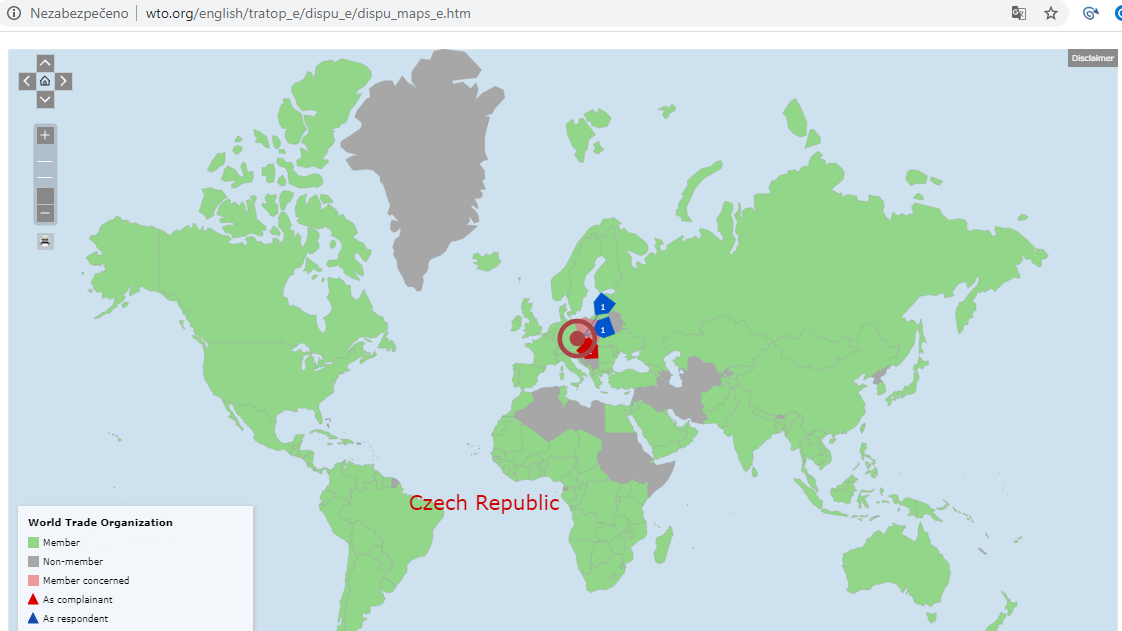 Nezabezpečeno
wto.org/english/tratop_e/dispu_e/dispu_maps_e.htm
Disclaimer
1
1
Czech Republic
World Trade Organization
Member
Non-member
Member concerned
As complainant
As respondent